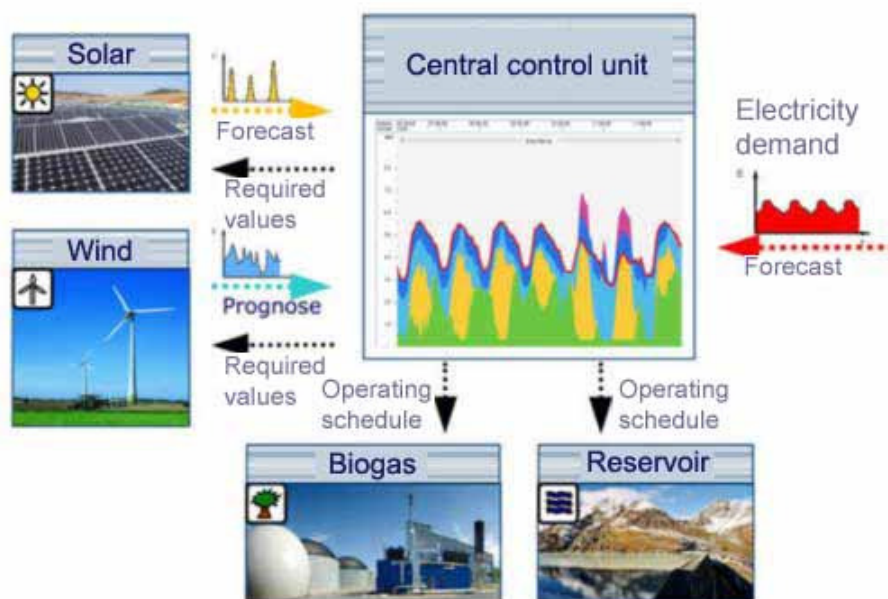 Solar
Forecast
Required
values
Wind
Prognose
Required
values
Central control unit
Electricity
demand
Forecast
Operating
schedule
Operating
schedule
Biogas
Reservoir